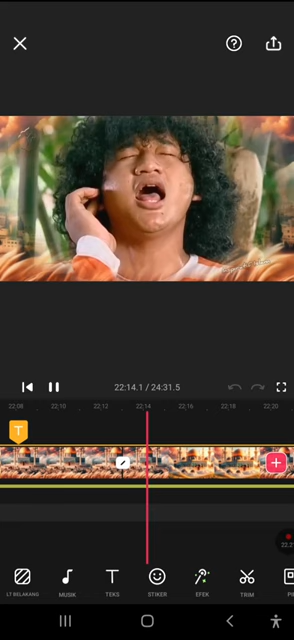 22:14.1 / 24:31.5
22:08 22:10 22:12 22:14 22:16 22:18 22:20
T
LT BELAKANG MUSIK TEKS STIKER EFEK TRIM